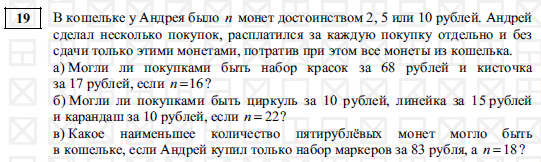 19
В кошельке у Андрея было n монет достоинством 2, 5 или 10 рублей. Андрей
сделал несколько покупок, расплатился за каждую покупку отдельно и без
сдачи только этими монетами, потратив при этом все монеты из кошелька.
а) Могли ли покупками быть набор красок за 68 рублей и кисточка
за 17 рублей, если n=16?
б) Могли ли покупками быть циркуль за 10 рублей, линейка за 15 рублей
и карандаш за 10 рублей, если n=22?
в) Какое наименьшее количество пятирублёвых монет могло быть
в кошельке, если Андрей купил только набор маркеров за 83 рубля, а n=18?